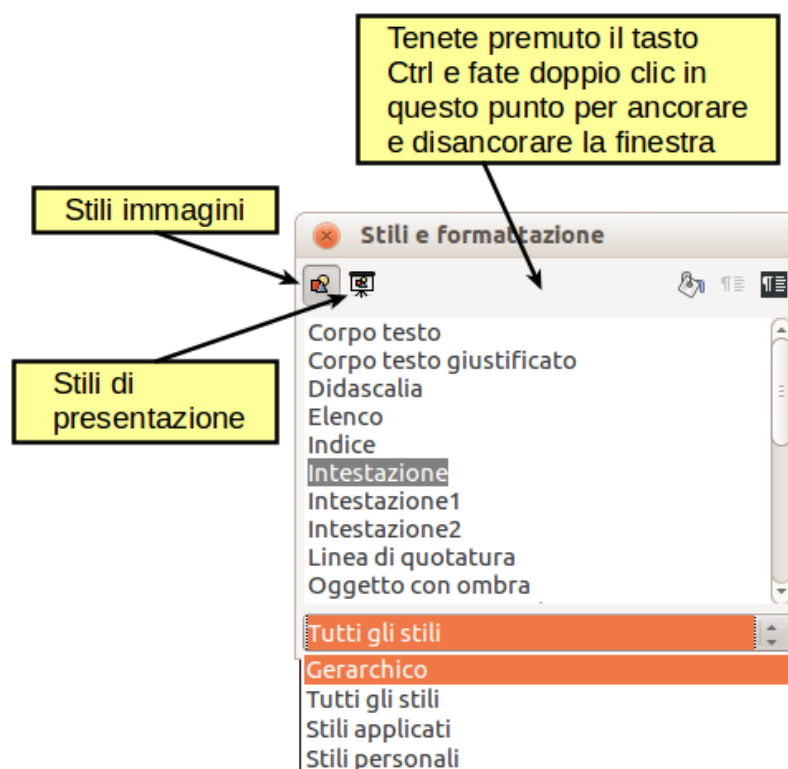 Tenete premuto il tasto
Ctrl e fate doppio clic in
questo punto per ancorare
e disancorare la finestra
Stili immagini
Stili e formattazione
Stili di
presentazione
Corpo testo
Corpo testo giustificato
Didascalia
Elenco
Indice
Intestazione
Intestazione1
Intestazione2
Linea di quotatura
Oggetto con ombra
Tutti gli stili
Gerarchico
Tutti gli stili
Stili applicati
Stili personali